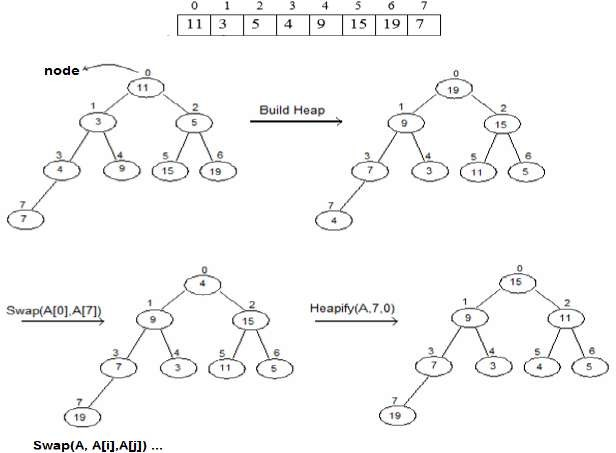 0 1 2 3 4 5 6 7
11 3 5 4 9 15 19 7
node
0
11
1 2
3 5
3 4 5 6
4 9 15 19
7
7
Build Heap
0
19
1 2
9 15
3 4 5 6
7 3 11 5
7
4
Swap(A[0],A[7])
0
4
1 2
9 15
3 4 5 6
7 3 11 5
7
19
Heapify(A,7,0)
0
15
1 2
9 11
3 4 5 6
7 3 4 5
7
19
Swap(A, A[i],A[j]) ...